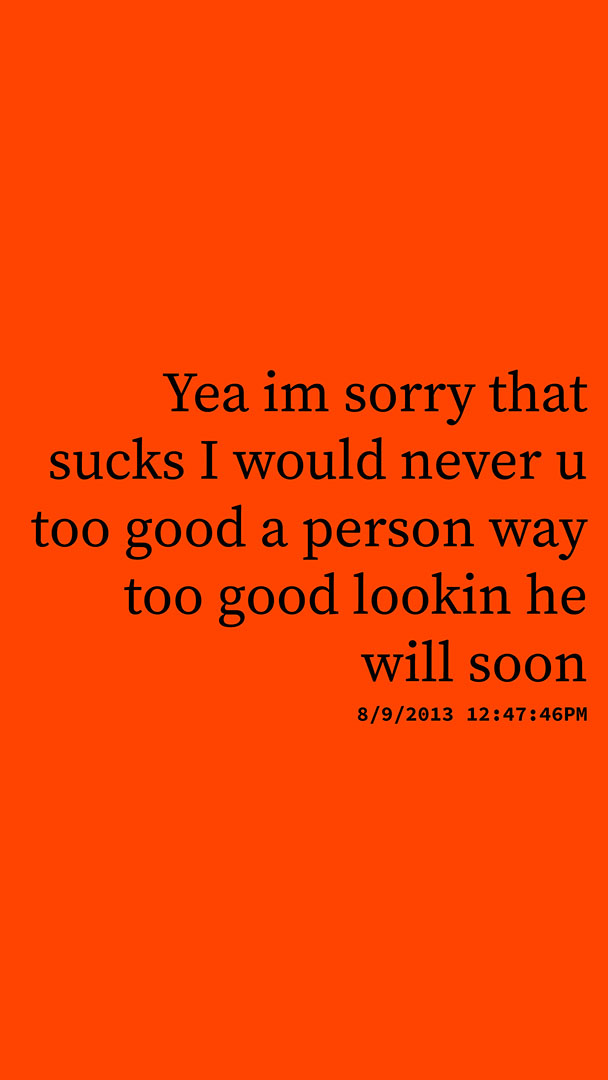 Yea im sorry that
sucks I would never u
too good a person way
too good lookin he
will soon
8/9/2013 12:47:46PM